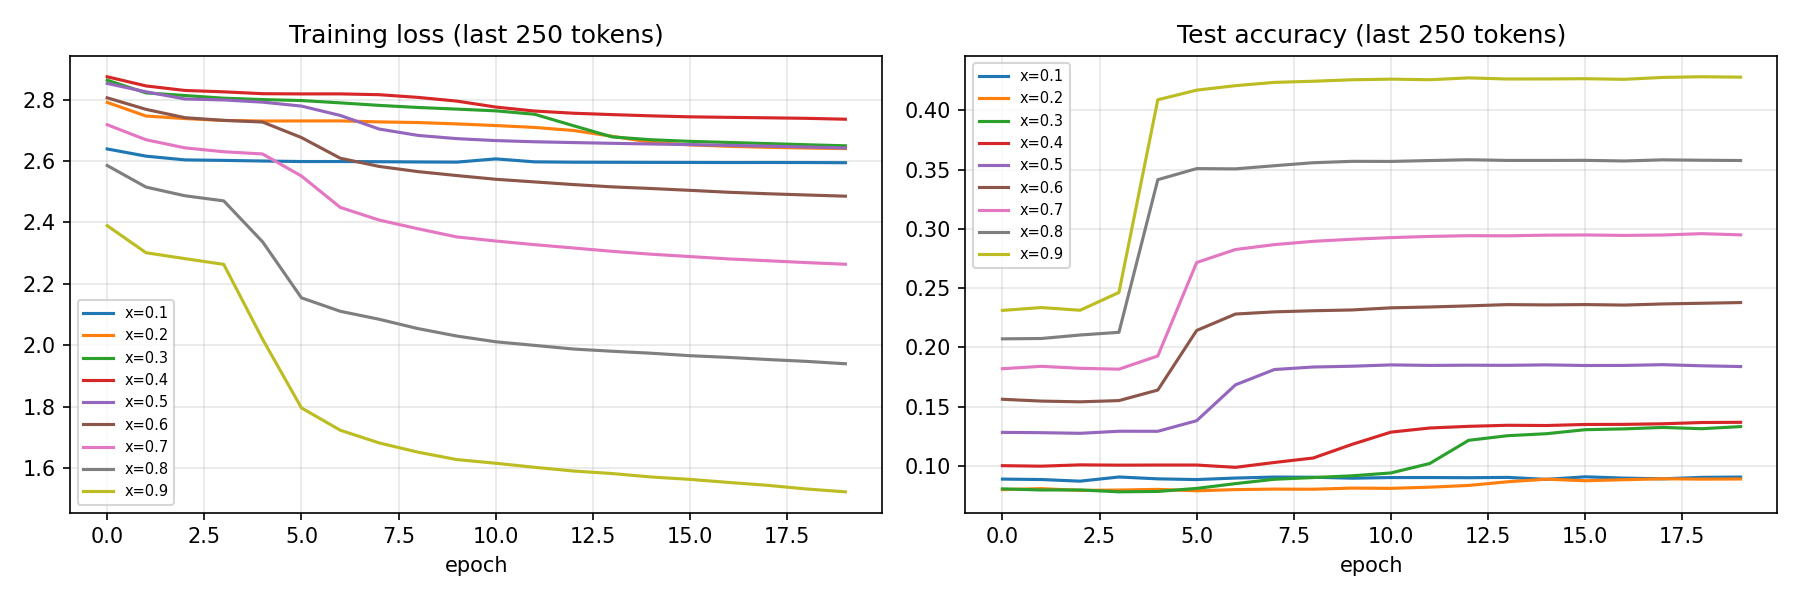 Training loss (last 250 tokens)
2.8
2.6
2.4
2.2
2.0
1.8
1.6
x=0.1
x=0.2
x=0.3
x=0.4
x=0.5
x=0.6
x=0.7
x=0.8
x=0.9
0.0 2.5 5.0 7.5 10.0 12.5 15.0 17.5
epoch
Test accuracy (last 250 tokens)
x=0.1
x=0.2
x=0.3
x=0.4
x=0.5
x=0.6
x=0.7
x=0.8
x=0.9
0.40
0.35
0.30
0.25
0.20
0.15
0.10
0.0 2.5 5.0 7.5 10.0 12.5 15.0 17.5
epoch